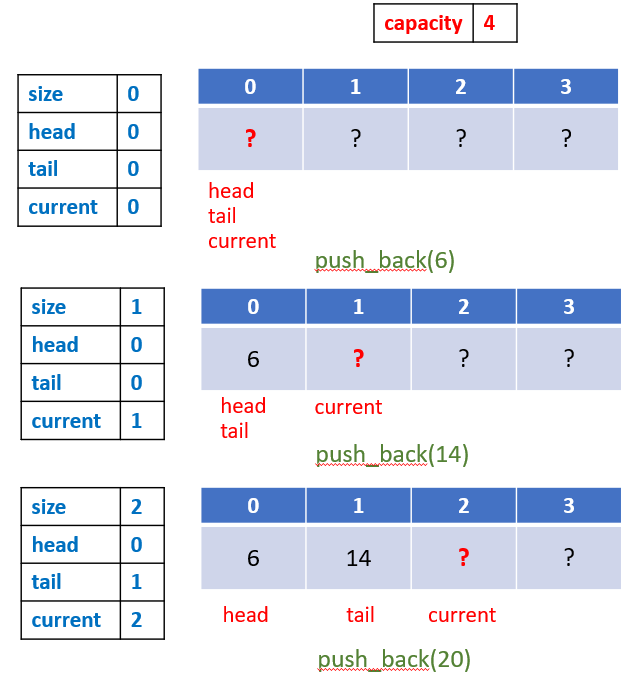 capacity 4
size 0
head 0
tail 0
current 0
0 1 2 3
? ? ? ?
head
tail
current
push_back(6)
size 1
head 0
tail 0
current 1
0 1 2 3
6 ? ? ?
head current
tail
push_back(14)
size 2
head 0
tail 1
current 2
0 1 2 3
6 14 ? ?
head tail current
push_back(20)